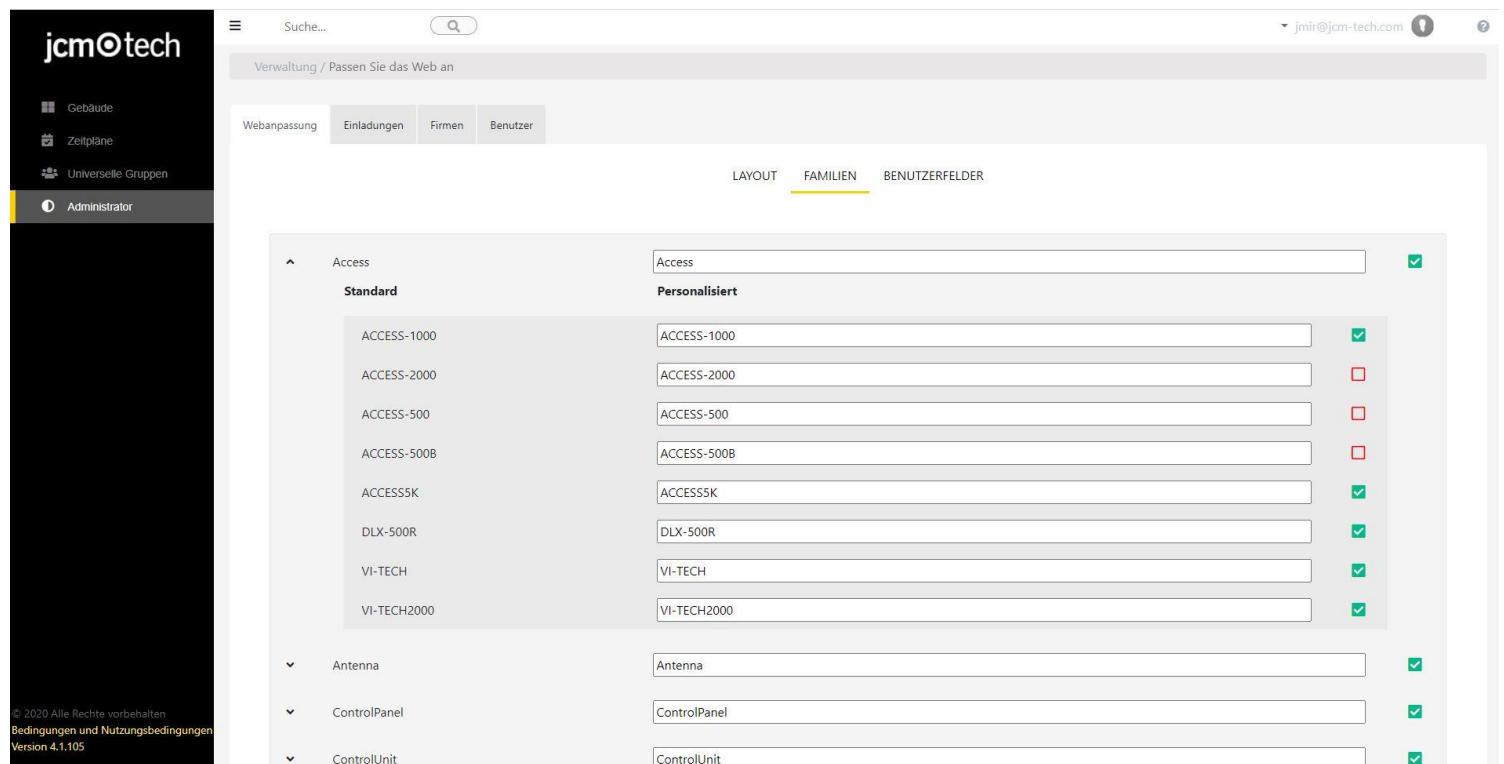 jcm tech
Suche...
jmir@jcm-tech.com
Verwaltung / Passen Sie das Web an
Gebäude
Zeitpläne
Universelle Gruppen
Administrator
Webanpassung Einladungen Firmen Benutzer
LAYOUT FAMILIEN BENUTZERFELDER
Access Access
Standard Personalisiert
ACCESS-1000 ACCESS-1000
ACCESS-2000 ACCESS-2000
ACCESS-500 ACCESS-500
ACCESS-500B ACCESS-500B
ACCESS5K ACCESS5K
DLX-500R DLX-500R
VI-TECH VI-TECH
VI-TECH2000 VI-TECH2000
Antenna Antenna
ControlPanel ControlPanel
ControlUnit ControlUnit
© 2020 Alle Rechte vorbehalten
Bedingungen und Nutzungsbedingungen
Version 4.1.105